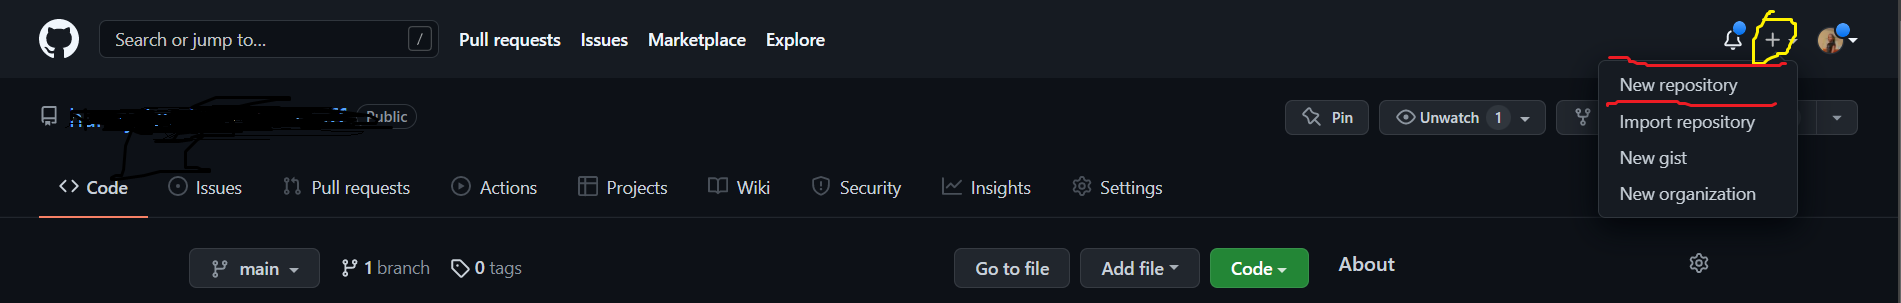 Search or jump to... / Pull requests Issues Marketplace Explore
New repository
Import repository
New gist
New organization
Public
Pin Unwatch 1
Code Issues Pull requests Actions Projects Wiki Security Insights Settings
main 1 branch 0 tags Go to file Add file Code About